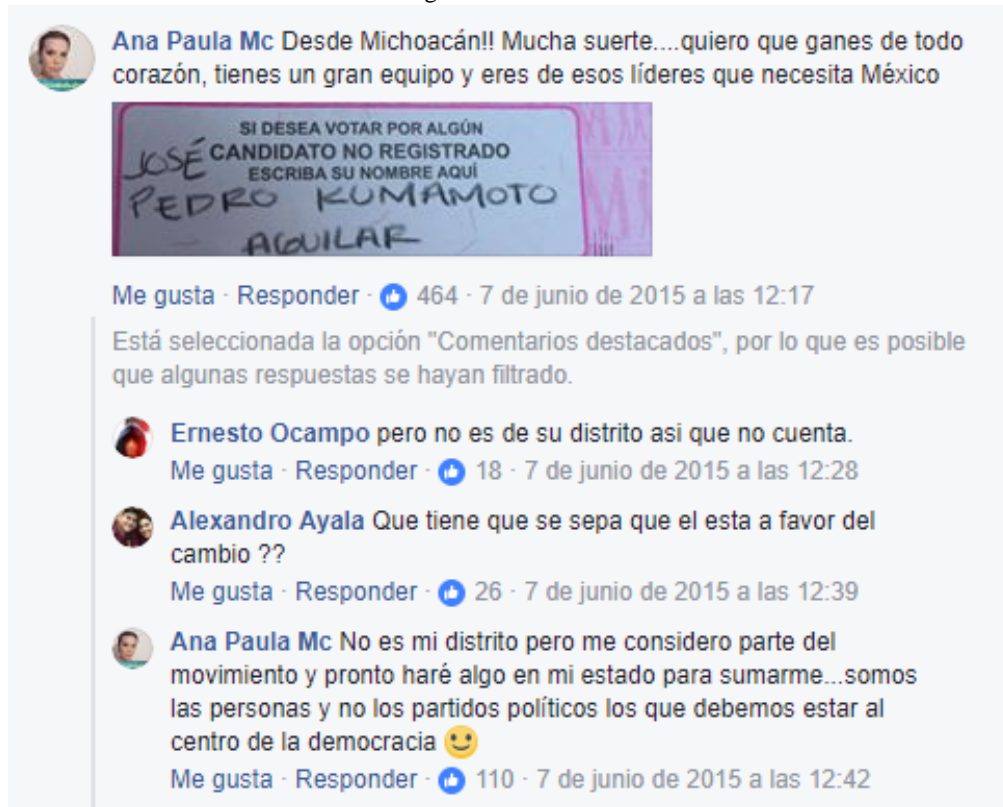 Ana Paula Mc Desde Michoacán!! Mucha suerte....quiero que ganes de todo
corazón, tienes un gran equipo y eres de esos líderes que necesita México
SI DESEA VOTAR POR ALGÚN
CANDIDATO NO REGISTRADO
ESCRIBA SU NOMBRE AQUÍ
JOSÉ
PEDRO KUMAMOTO
AGUILAR
Me gusta · Responder · 464 · 7 de junio de 2015 a las 12:17
Está seleccionada la opción "Comentarios destacados", por lo que es posible
que algunas respuestas se hayan filtrado.
Ernesto Ocampo pero no es de su distrito asi que no cuenta.
Me gusta · Responder · 18 · 7 de junio de 2015 a las 12:28
Alexandro Ayala Que tiene que se sepa que el esta a favor del
cambio ??
Me gusta · Responder · 26 · 7 de junio de 2015 a las 12:39
Ana Paula Mc No es mi distrito pero me considero parte del
movimiento y pronto haré algo en mi estado para sumarme...somos
las personas y no los partidos políticos los que debemos estar al
centro de la democracia 🙂
Me gusta · Responder · 110 · 7 de junio de 2015 a las 12:42